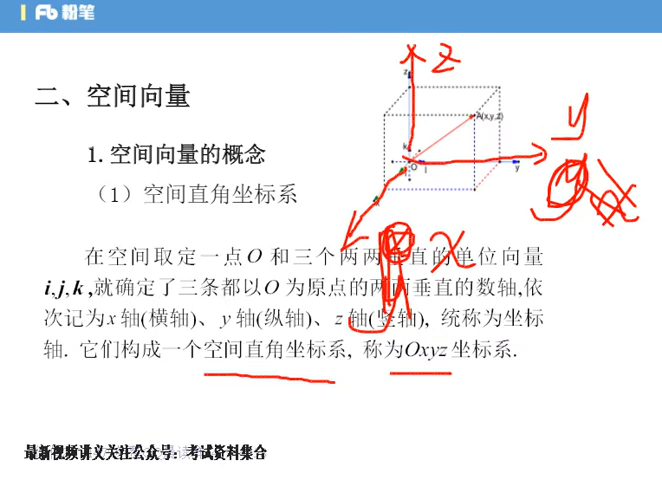 粉笔
二、空间向量
z
z
A(x,y,z)
y
k
O
y
1.空间向量的概念
（1）空间直角坐标系
x
在空间取定一点O和三个两两垂直的单位向量
i,j,k,就确定了三条都以O为原点的两两垂直的数轴,依
次记为x轴(横轴)、y轴(纵轴)、z轴(竖轴), 统称为坐标
轴. 它们构成一个空间直角坐标系, 称为Oxyz坐标系.
最新视频讲义关注公众号：考试资料集合